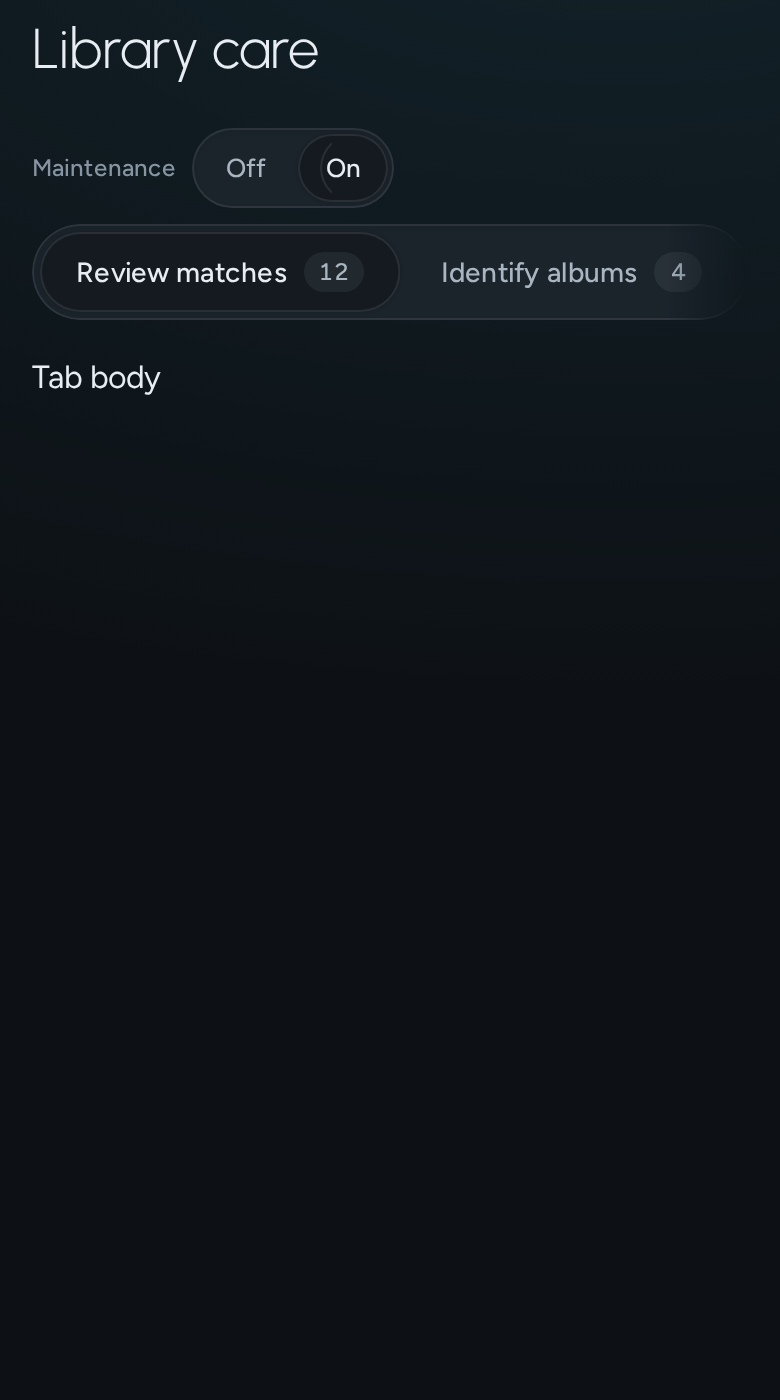 Library care
Maintenance Off On
Review matches 12 Identify albums 4
Tab body